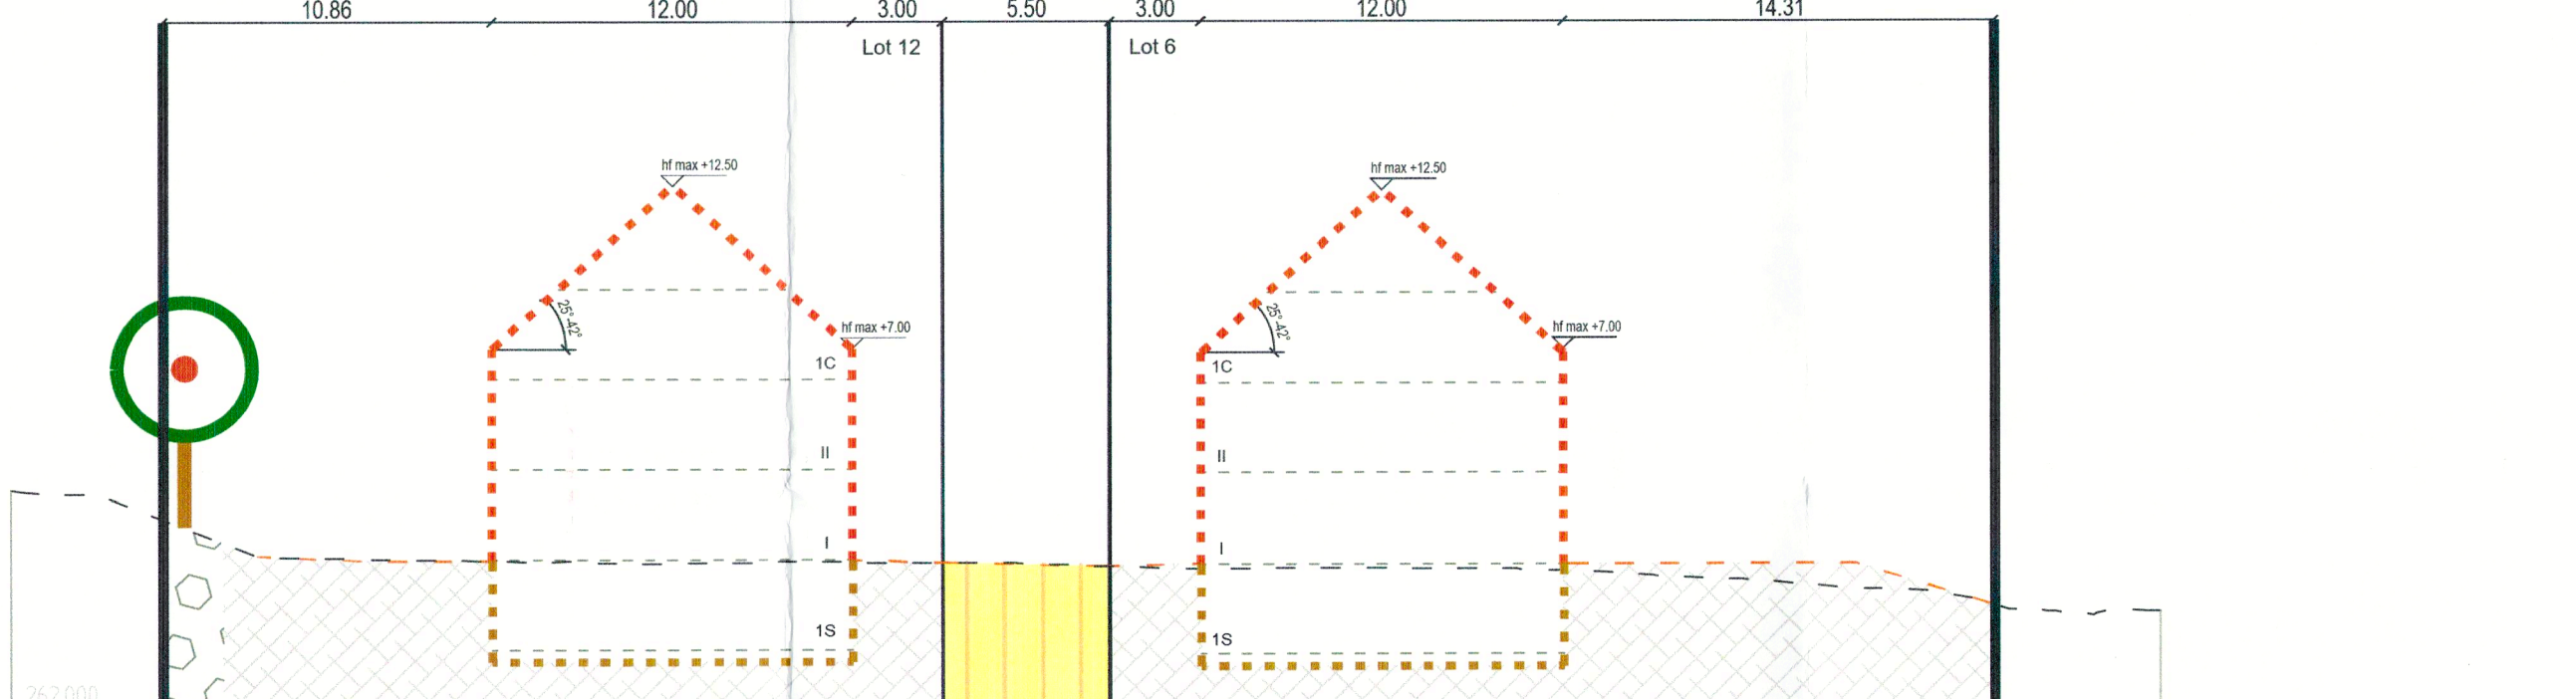 10.86 12.00 3.00 5.50 3.00 12.00 14.31
Lot 12 Lot 6
hf max +12.50 hf max +12.50
25°-42° 25°-42°
hf max +7.00 hf max +7.00
1C 1C
II II
I I
1S 1S
262.000